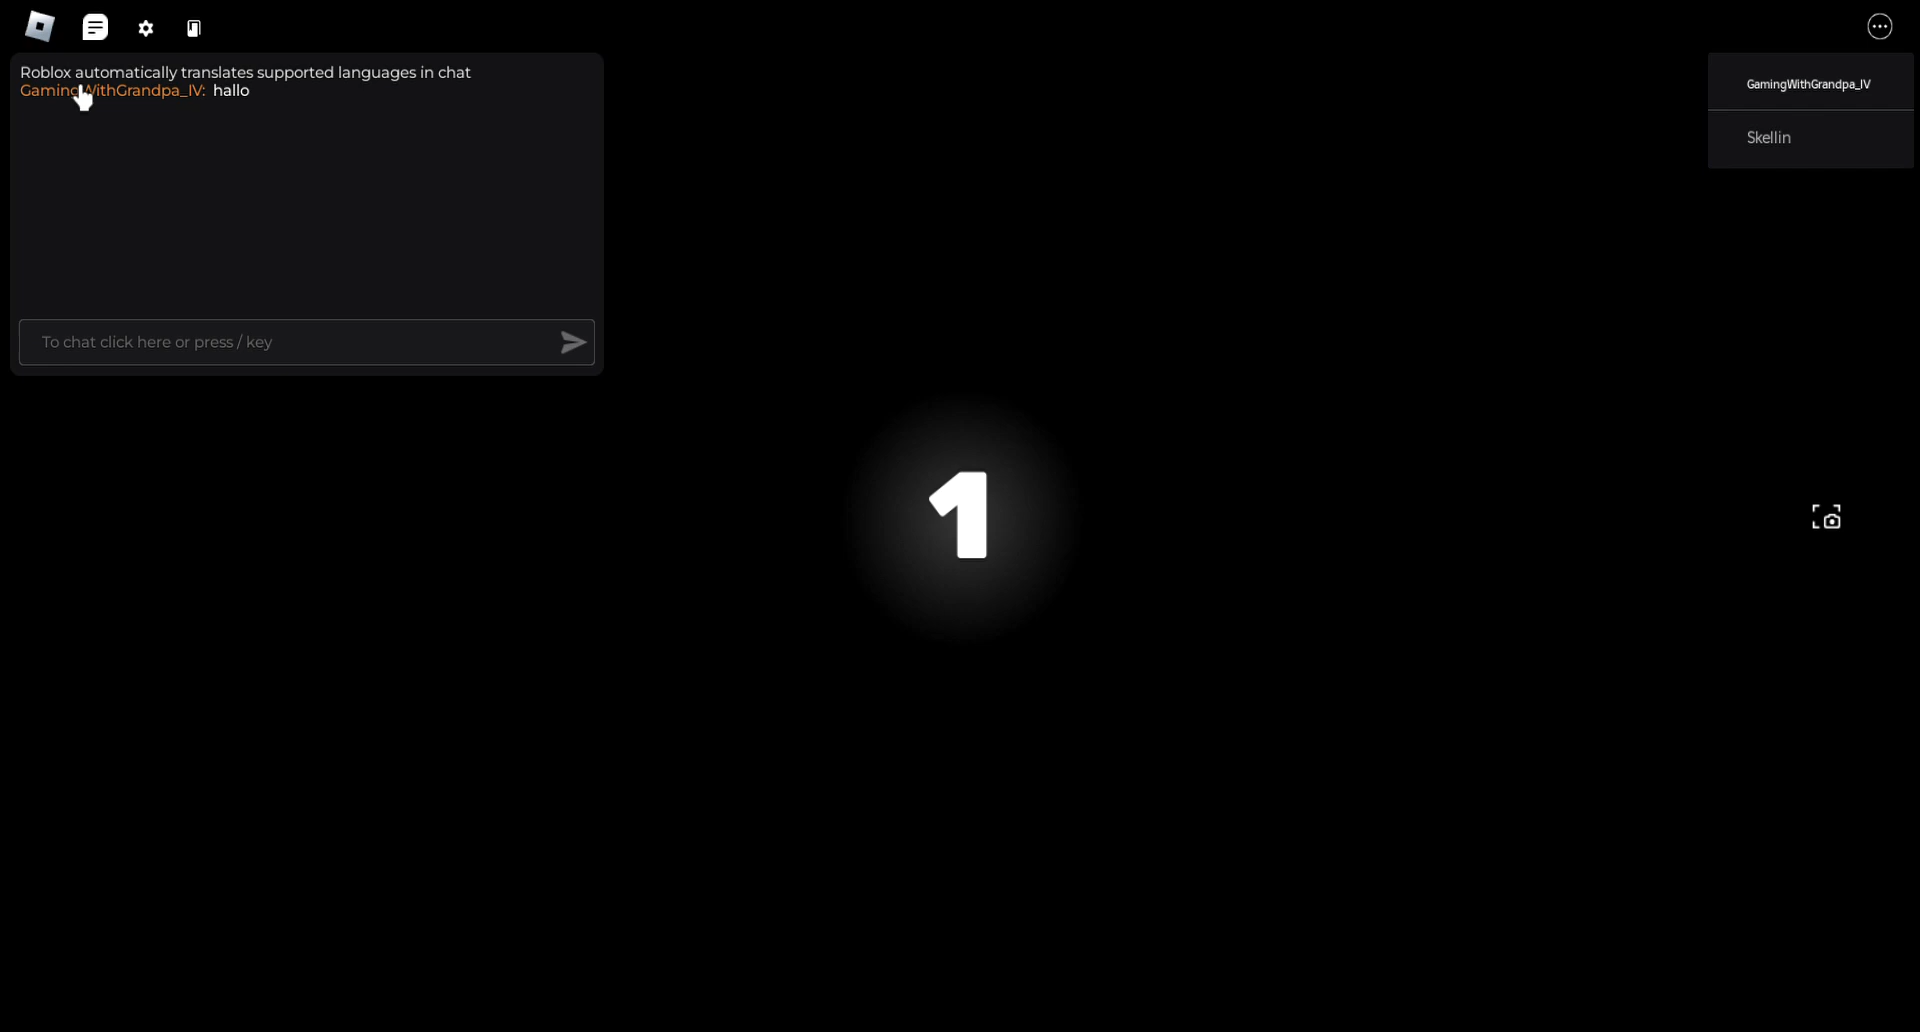 Roblox automatically translates supported languages in chat
GamingWithGrandpa_IV: hallo
To chat click here or press / key
GamingWithGrandpa_IV
Skellin
1